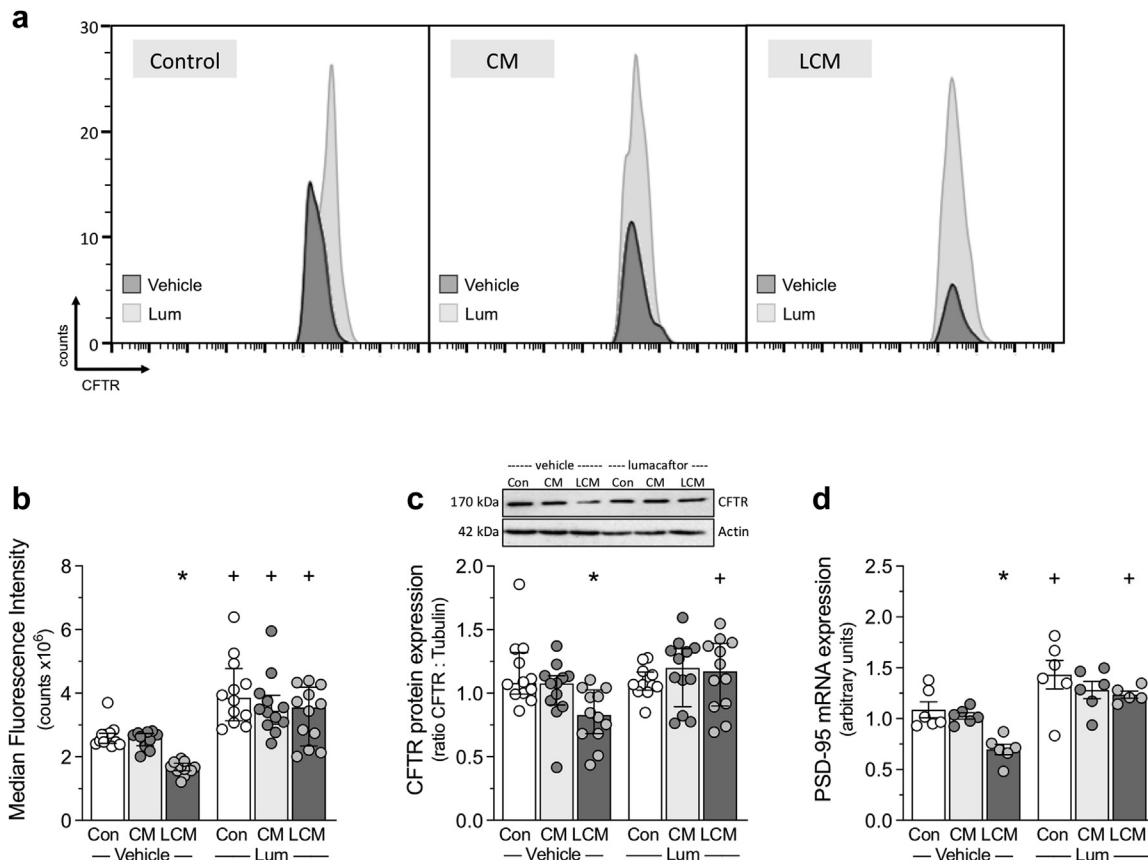 a
30
20
10
0
Control
CM
LCM
Vehicle
Lum
Vehicle
Lum
Vehicle
Lum
counts
CFTR
b
Median Fluorescence Intensity
(counts x10⁶)
8
6
4
2
0
* + + +
Con CM LCM Con CM LCM
Vehicle Lum
c
------ vehicle ------ ---- lumacaftor ----
Con CM LCM Con CM LCM
170 kDa CFTR
42 kDa Actin
CFTR protein expression
(ratio CFTR : Tubulin)
2.0
1.5
1.0
0.5
0.0
* +
Con CM LCM Con CM LCM
Vehicle Lum
d
PSD-95 mRNA expression
(arbitrary units)
2.5
2.0
1.5
1.0
0.5
0.0
* + +
Con CM LCM Con CM LCM
Vehicle Lum